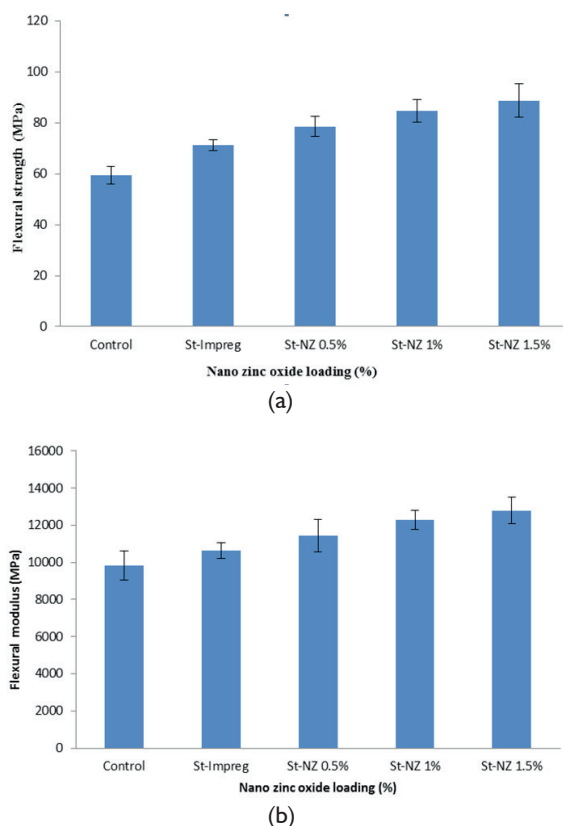 120
100
80
60
40
20
0
Flexural strength (MPa)
Control St-Impreg St-NZ 0.5% St-NZ 1% St-NZ 1.5%
Nano zinc oxide loading (%)
(a)
16000
14000
12000
10000
8000
6000
4000
2000
0
Flexural modulus (MPa)
Control St-Impreg St-NZ 0.5% St-NZ 1% St-NZ 1.5%
Nano zinc oxide loading (%)
(b)